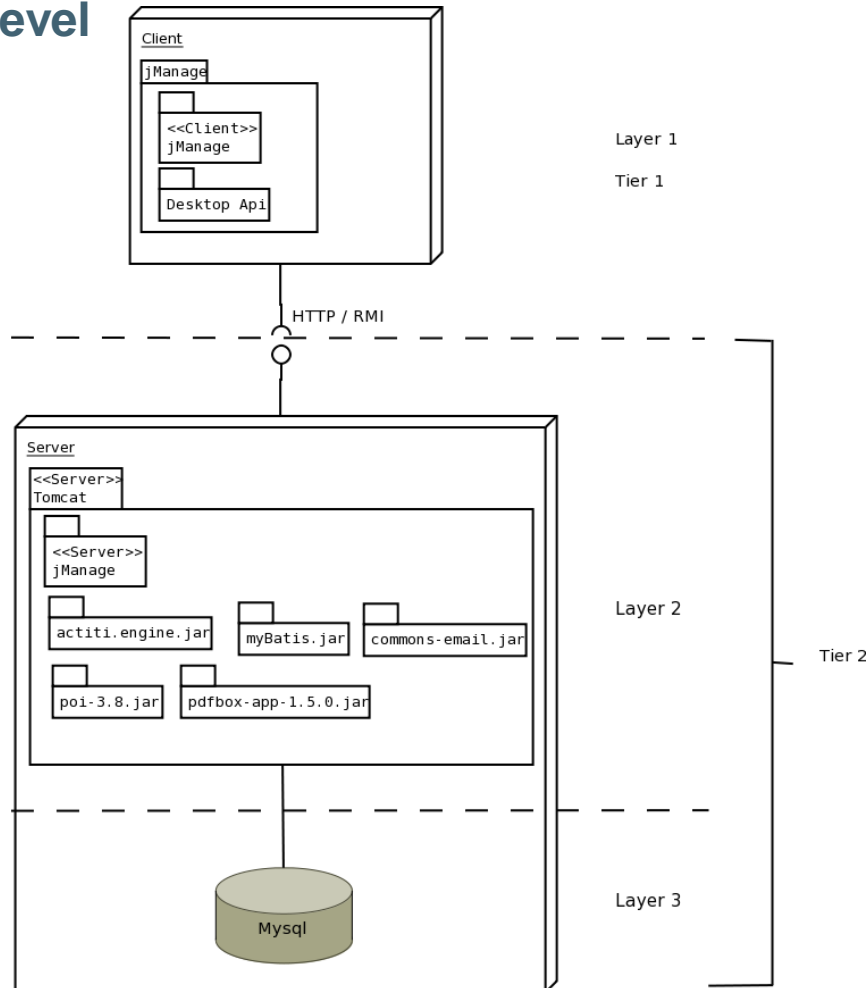 evel
Client
jManage
<<Client>>
jManage
Desktop Api
Layer 1
Tier 1
HTTP / RMI
Server
<<Server>>
Tomcat
<<Server>>
jManage
actiti.engine.jar
myBatis.jar
commons-email.jar
poi-3.8.jar
pdfbox-app-1.5.0.jar
Layer 2
Tier 2
Mysql
Layer 3